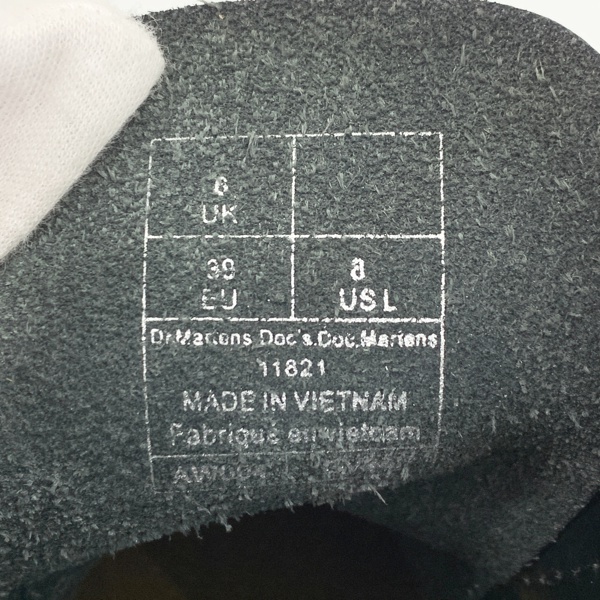 6
UK
39 8
EU US L
Dr.Martens.Doc's.Doc.Martens
11821
MADE IN VIETNAM
Fabriqué en vietnam